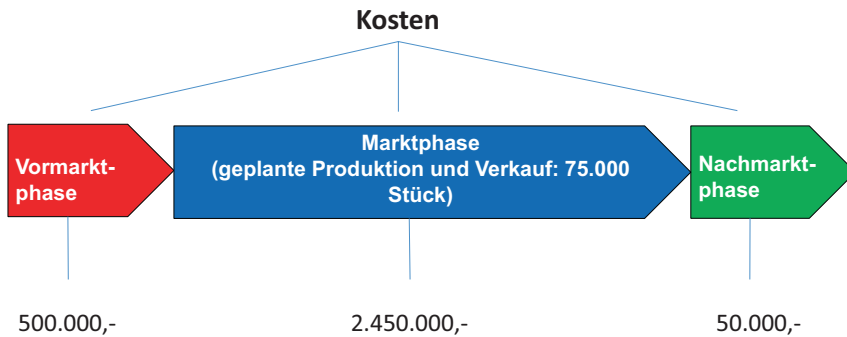 Kosten
Vormarkt-
phase
Marktphase
(geplante Produktion und Verkauf: 75.000
Stück)
Nachmarkt-
phase
500.000,-
2.450.000,-
50.000,-